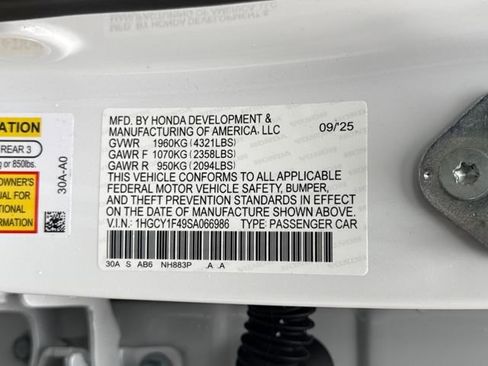 ATION
REAR 3
g or 850lbs.
OWNER'S
UAL FOR
TIONAL
MATION
30A-A0
MFD. BY HONDA DEVELOPMENT &
MANUFACTURING OF AMERICA, LLC
09/25
GVWR 1960KG (4321LBS)
GAWR F 1070KG (2358LBS)
GAWR R 950KG (2094LBS)
THIS VEHICLE CONFORMS TO ALL APPLICABLE
FEDERAL MOTOR VEHICLE SAFETY, BUMPER,
AND THEFT PREVENTION STANDARDS IN EFFECT
ON THE DATE OF MANUFACTURE SHOWN ABOVE.
V.I.N.: 1HGCY1F49SA066986 TYPE: PASSENGER CAR
30A S AB6 NH883P .A .A